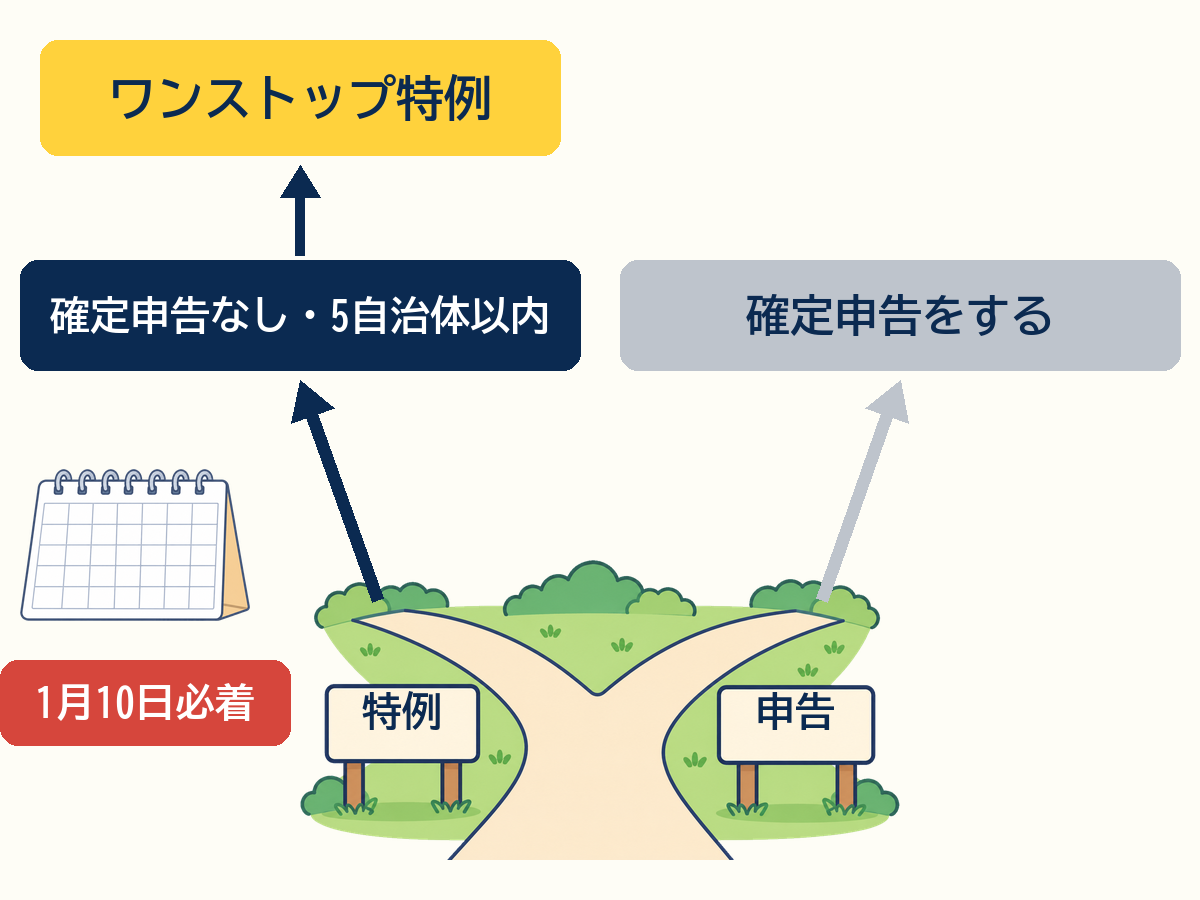 ワンストップ特例
確定申告なし・5自治体以内
確定申告をする
1月10日必着
特例
申告